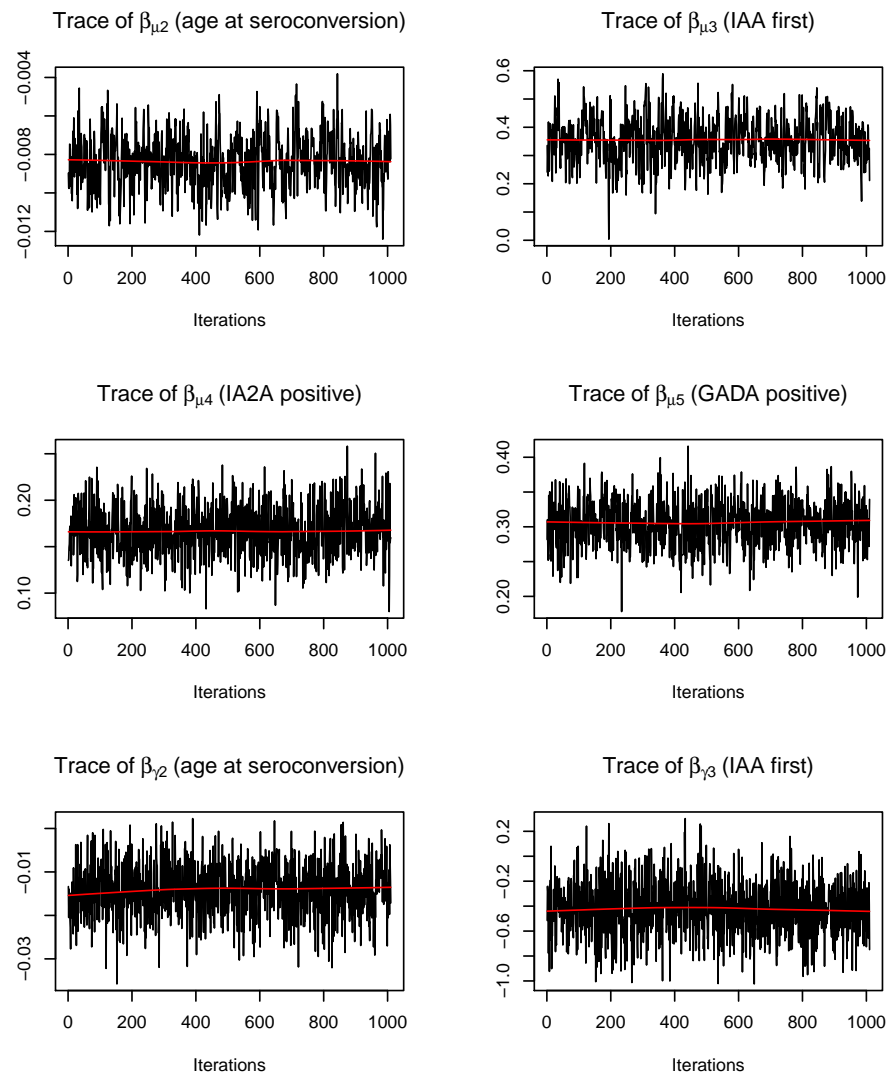 Trace of βμ2 (age at seroconversion)
−0.004
−0.008
−0.012
0 200 400 600 800 1000
Iterations
Trace of βμ3 (IAA first)
0.6
0.4
0.2
0.0
0 200 400 600 800 1000
Iterations
Trace of βμ4 (IA2A positive)
0.20
0.10
0 200 400 600 800 1000
Iterations
Trace of βμ5 (GADA positive)
0.40
0.30
0.20
0 200 400 600 800 1000
Iterations
Trace of βγ2 (age at seroconversion)
−0.01
−0.03
0 200 400 600 800 1000
Iterations
Trace of βγ3 (IAA first)
0.2
−0.2
−0.6
−1.0
0 200 400 600 800 1000
Iterations